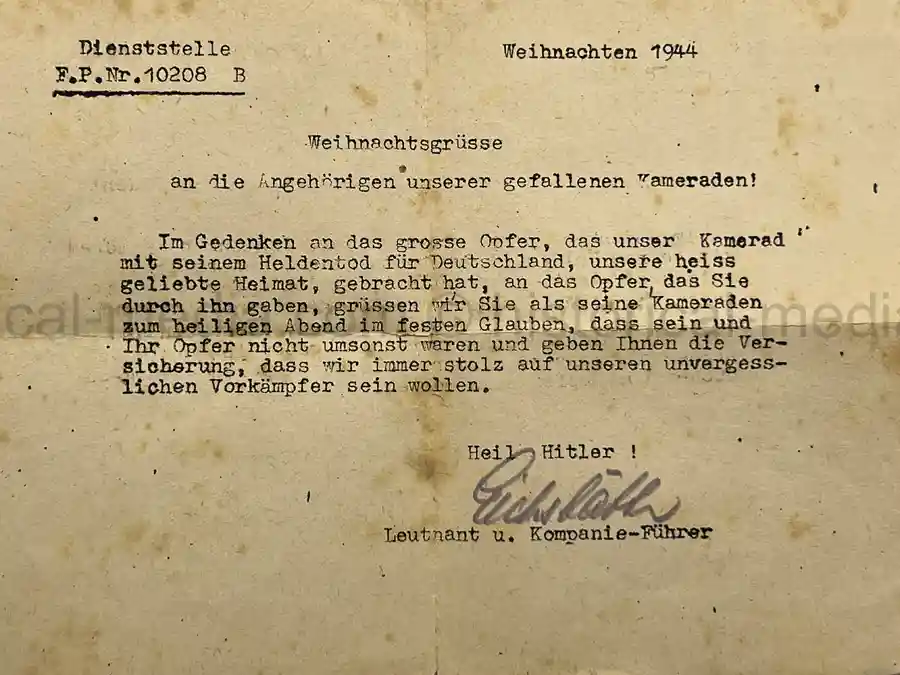 Dienststelle
F.P.Nr.10208 B
Weihnachten 1944
Weihnachtsgrüsse
an die Angehörigen unserer gefallenen Kameraden!
Im Gedenken an das grosse Opfer, das unser Kamerad
mit seinem Heldentod für Deutschland, unsere heiss
geliebte Heimat, gebracht hat, an das Opfer das Sie
durch ihn gaben, grüssen wir Sie als seine Kameraden
zum heiligen Abend im festen Glauben, dass sein und
Ihr Opfer nicht umsonst waren und geben Ihnen die Ver-
sicherung, dass wir immer stolz auf unseren unvergess-
lichen Vorkämpfer sein wollen.
Heil Hitler !
Leutnant u. Kompanie-Führer